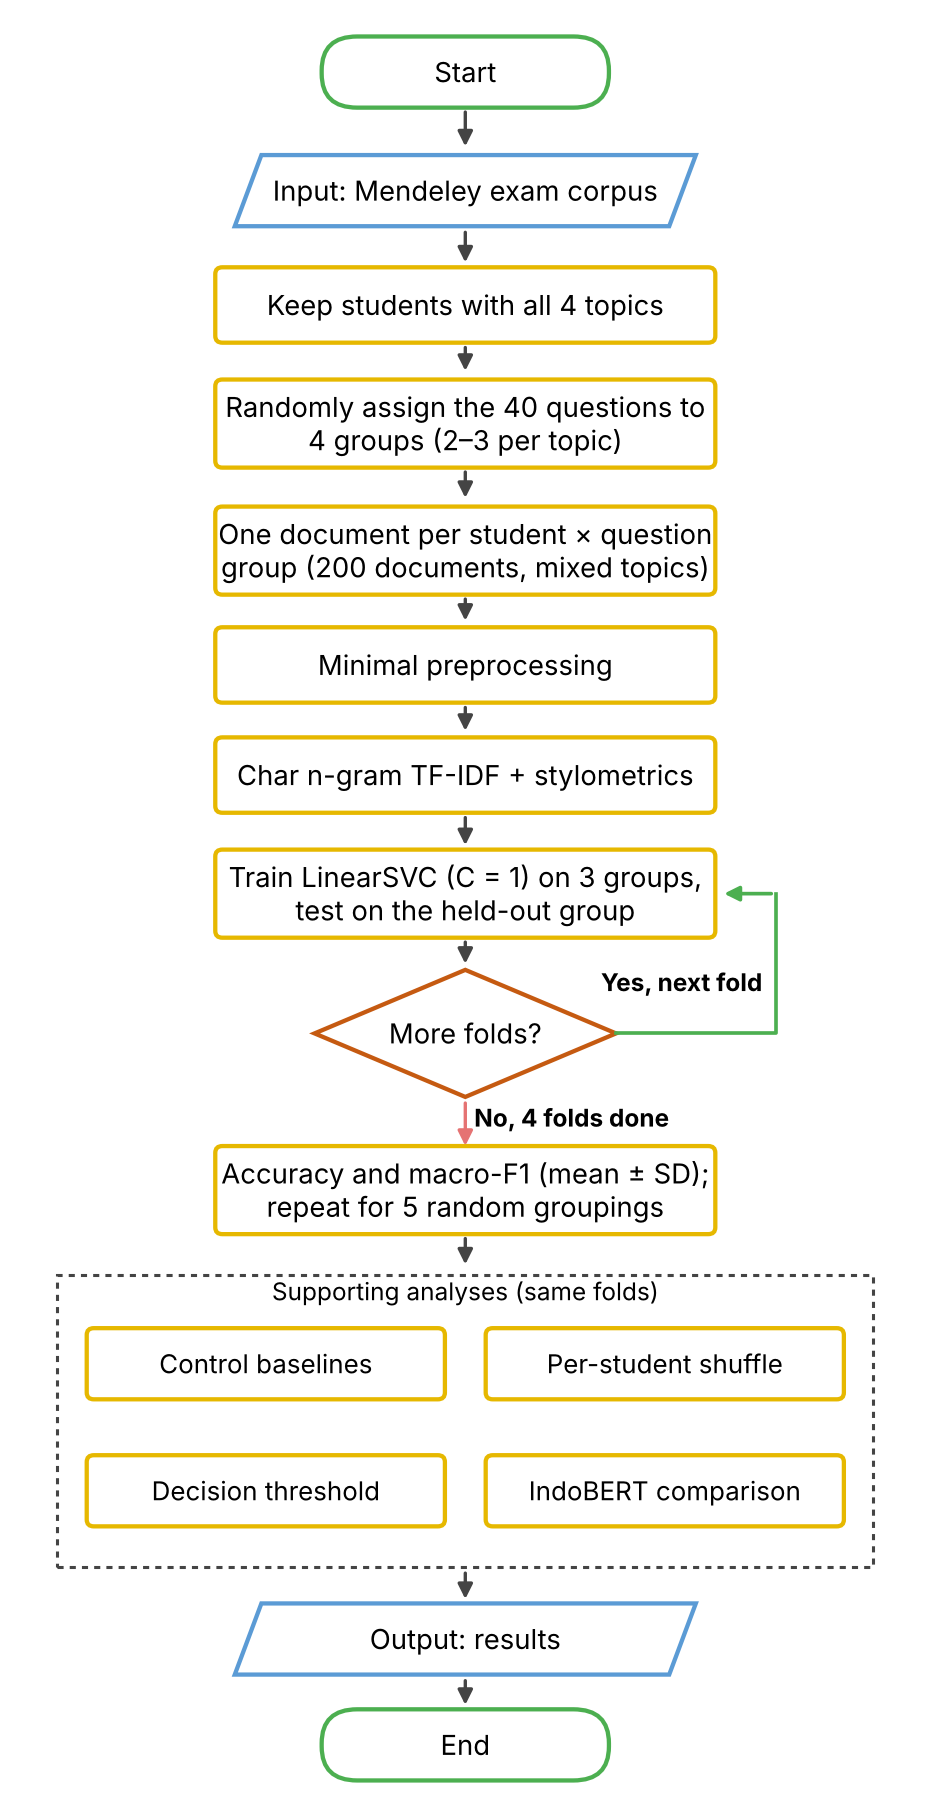 Start
Input: Mendeley exam corpus
Keep students with all 4 topics
Randomly assign the 40 questions to
4 groups (2–3 per topic)
One document per student × question
group (200 documents, mixed topics)
Minimal preprocessing
Char n-gram TF-IDF + stylometrics
Train LinearSVC (C = 1) on 3 groups,
test on the held-out group
Yes, next fold
More folds?
No, 4 folds done
Accuracy and macro-F1 (mean ± SD);
repeat for 5 random groupings
Supporting analyses (same folds)
Control baselines
Per-student shuffle
Decision threshold
IndoBERT comparison
Output: results
End